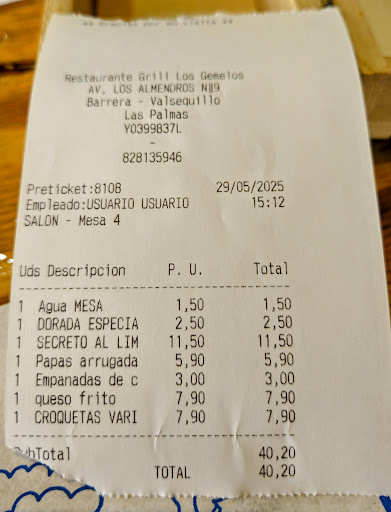 Restaurante Grill Los Gemelos
AV, LOS ALMENDROS Nº9
Barrera - Valsequillo
Las Palmas
Y0399837L
-
828135946
Preticket:8108 29/05/2025
Empleado:USUARIO USUARIO 15:12
SALON - Mesa 4
Uds Descripcion P. U. Total
1 Agua MESA 1,50 1,50
1 DORADA ESPECIA 2,50 2,50
1 SECRETO AL LIM 11,50 11,50
1 Papas arrugada 5,90 5,90
1 Empanadas de c 3,00 3,00
1 queso frito 7,90 7,90
1 CROQUETAS VARI 7,90 7,90
SubTotal 40,20
TOTAL 40,20